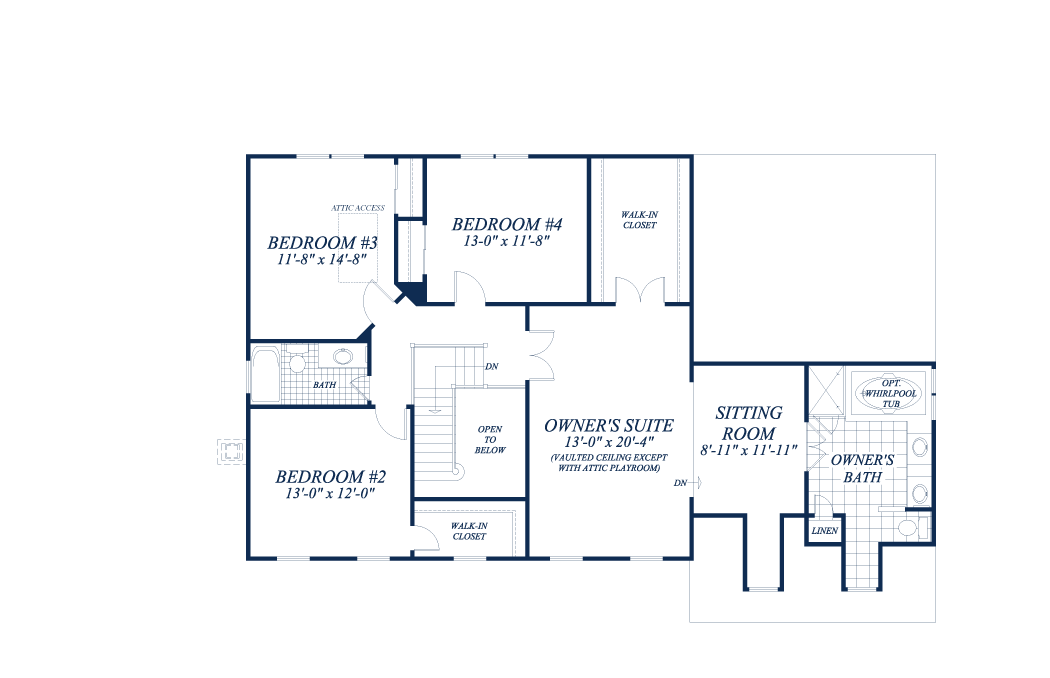 ATTIC ACCESS
BEDROOM #3
11'-8" x 14'-8"
BEDROOM #4
13-0" x 11'-8"
WALK-IN
CLOSET
BATH
DN
OPEN
TO
BELOW
OWNER'S SUITE
13'-0" x 20'-4"
(VAULTED CEILING EXCEPT
WITH ATTIC PLAYROOM)
DN
SITTING
ROOM
8'-11" x 11'-11"
OPT.
WHIRLPOOL
TUB
OWNER'S
BATH
LINEN
BEDROOM #2
13'-0" x 12'-0"
WALK-IN
CLOSET